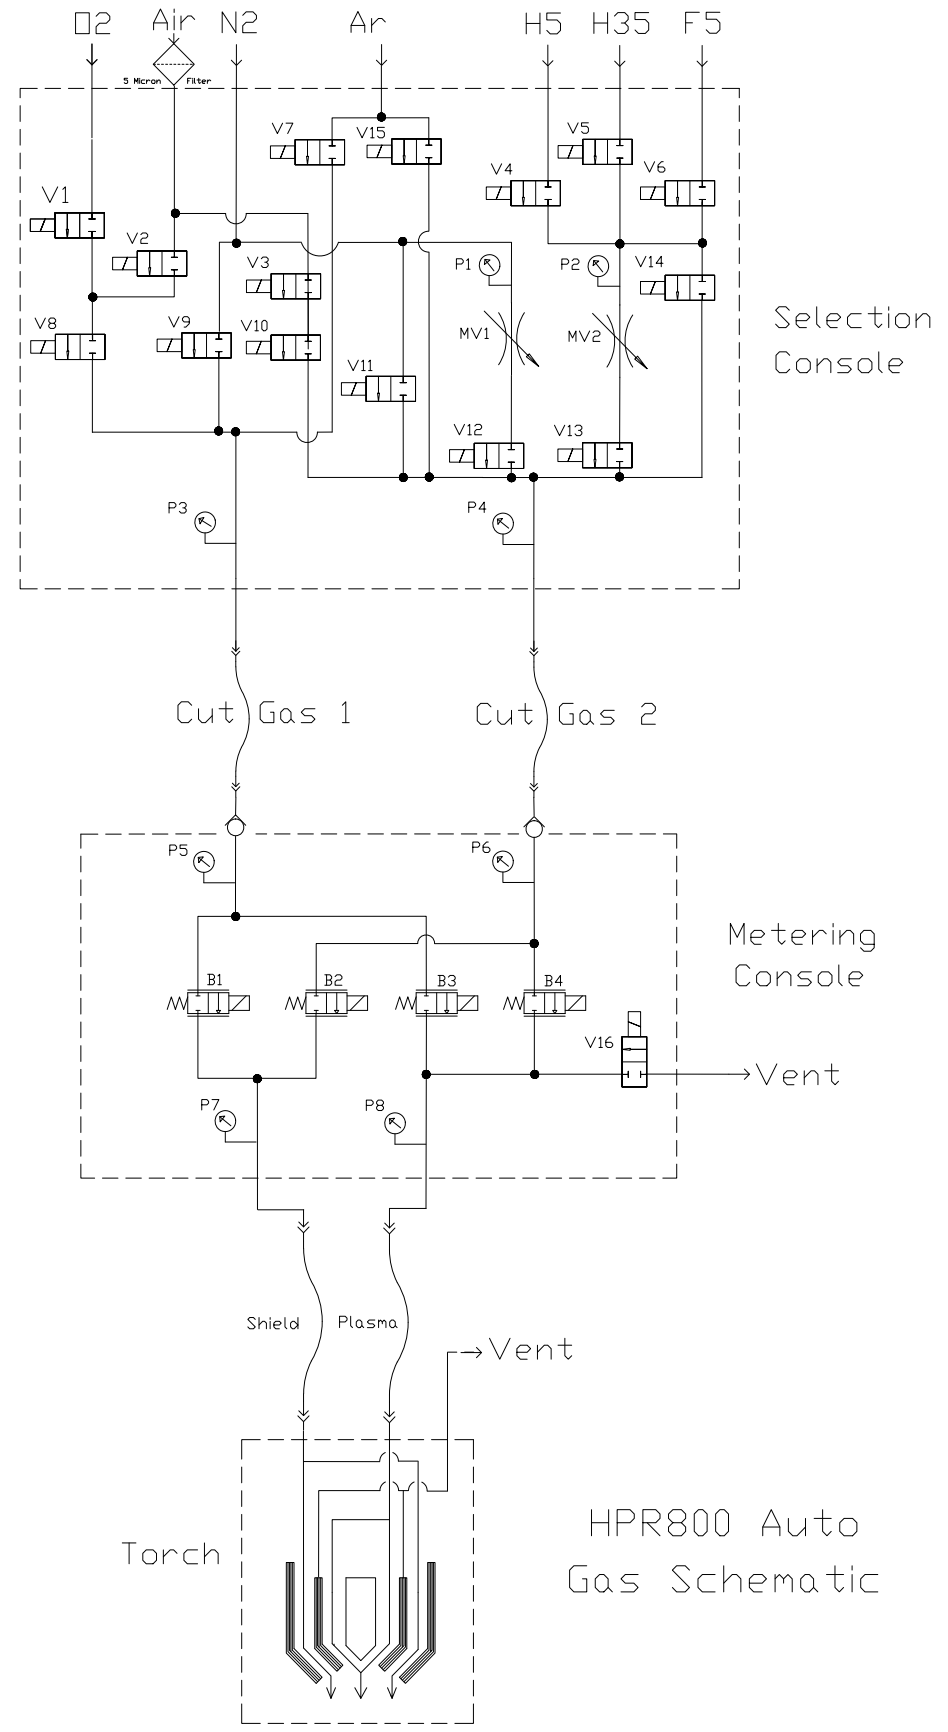 O2 Air N2 Ar H5 H35 F5
5 Micron Filter
V7 V15 V5
V4 V6
V1
V2
V3 P1 P2 V14
V8 V9 V10 MV1 MV2
Selection
Console
V11
V12 V13
P3 P4
Cut Gas 1 Cut Gas 2
P5 P6
Metering
Console
B1 B2 B3 B4
V16
Vent
P7 P8
Shield Plasma
Vent
HPR800 Auto
Torch
Gas Schematic